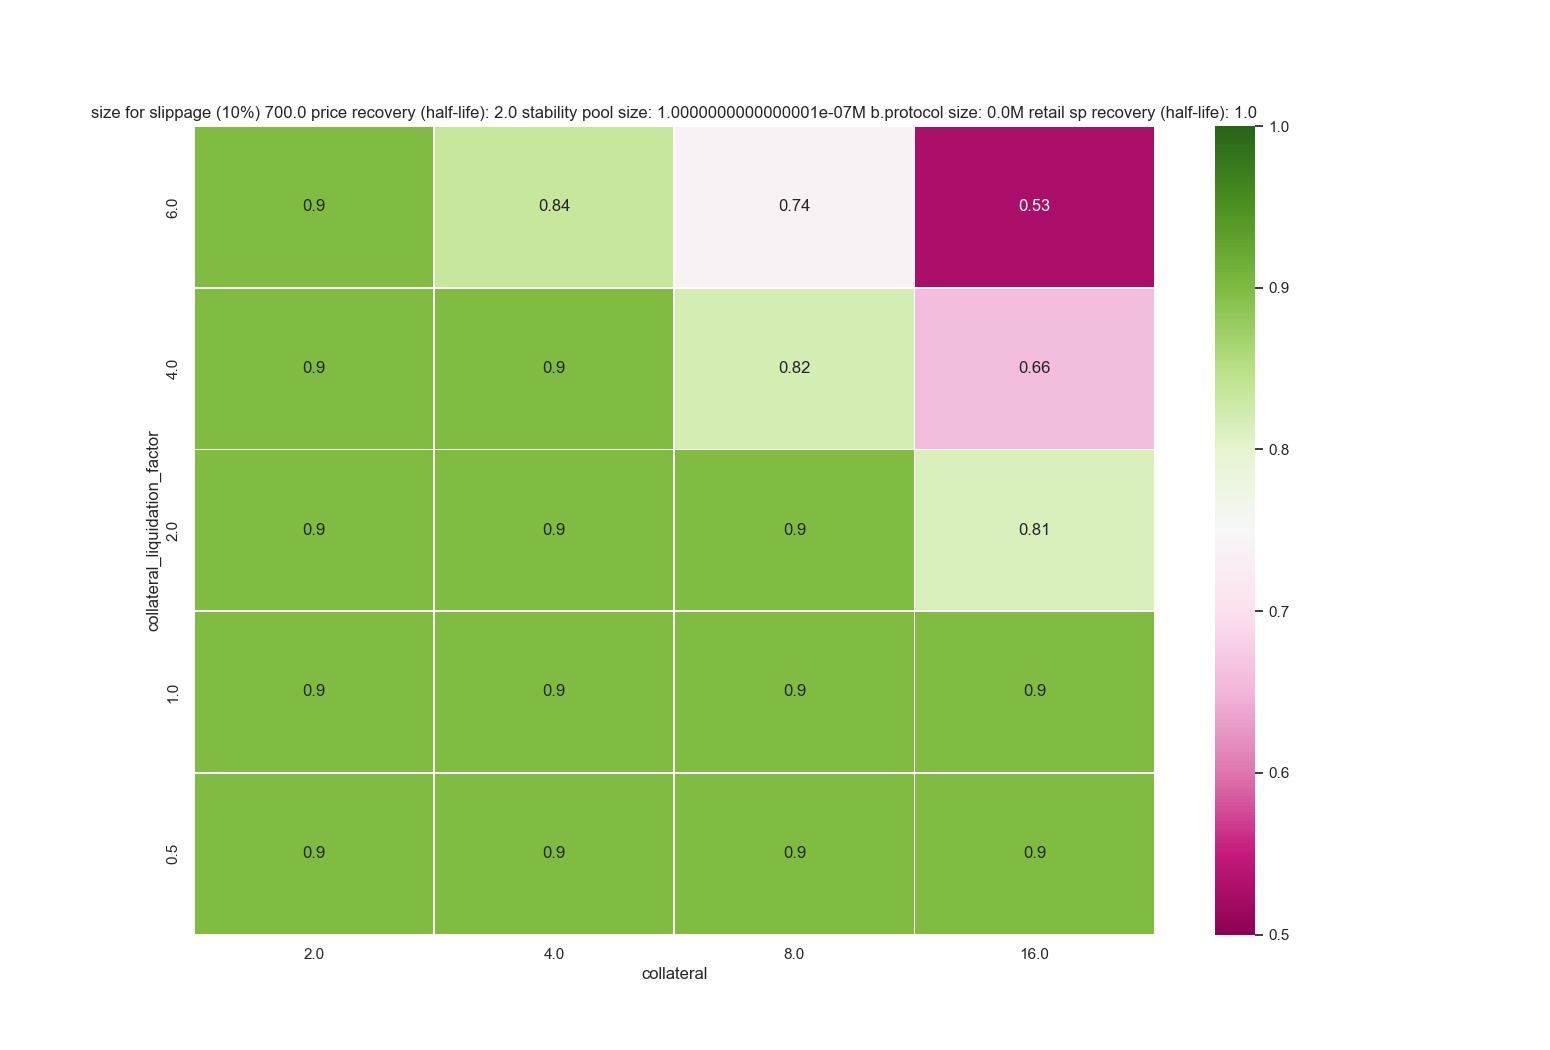 size for slippage (10%) 700.0 price recovery (half-life): 2.0 stability pool size: 1.0000000000000001e-07M b.protocol size: 0.0M retail sp recovery (half-life): 1.0
collateral_liquidation_factor
6.0 0.9 0.84 0.74 0.53
4.0 0.9 0.9 0.82 0.66
2.0 0.9 0.9 0.9 0.81
1.0 0.9 0.9 0.9 0.9
0.5 0.9 0.9 0.9 0.9
2.0 4.0 8.0 16.0
collateral
1.0
0.9
0.8
0.7
0.6
0.5